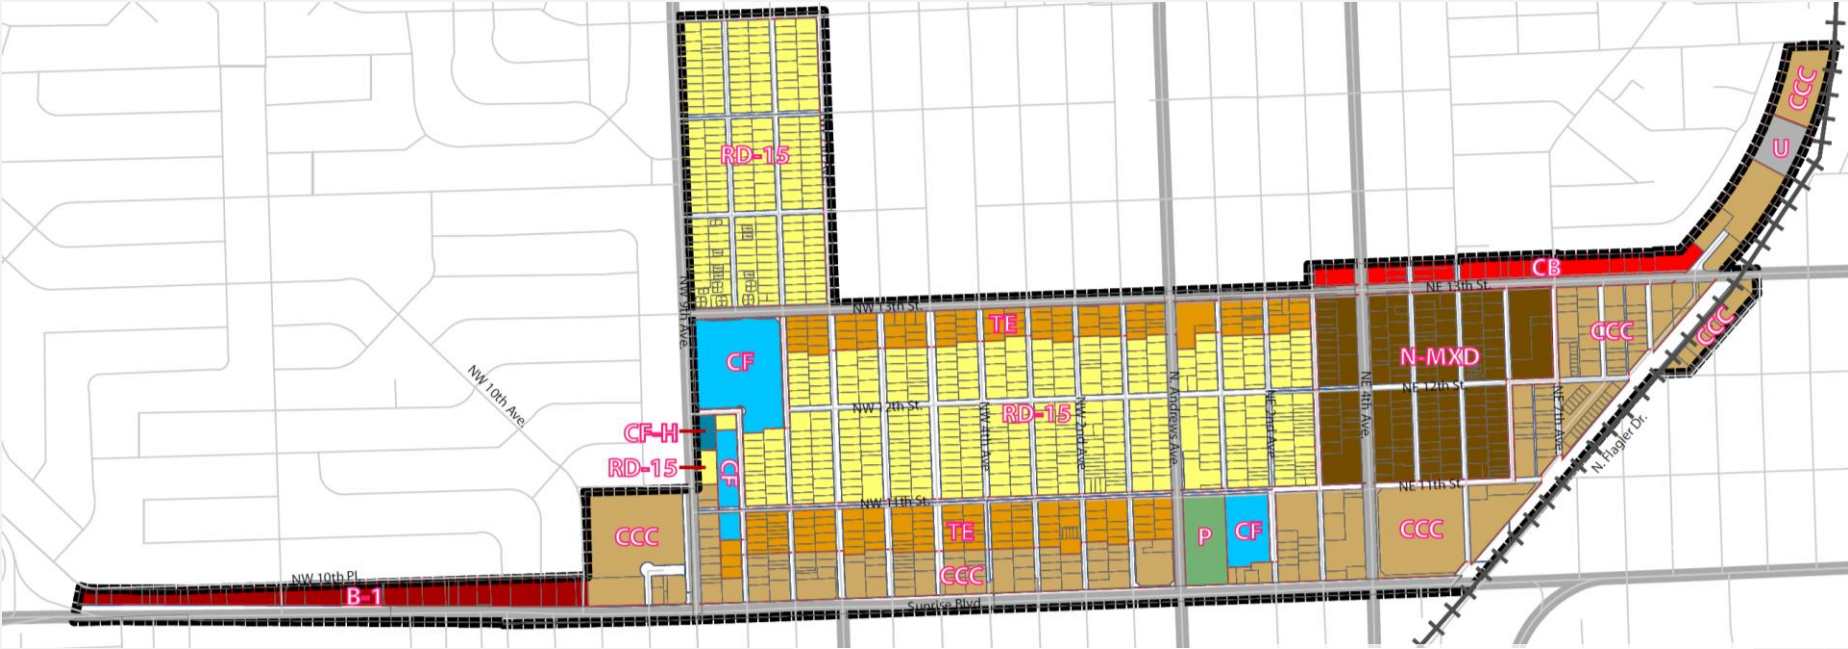 CCC
U
RD-15
CB
NE 13th St.
NW 9th Ave.
NW 13th St.
TE
CCC
CCC
CF
N-MXD
NE 12th St.
NW 10th Ave.
NW 12th St.
RD-15
NW 4th Ave.
NW 2nd Ave.
N. Andrews Ave.
NE 2nd Ave.
NE 4th Ave.
NE 7th Ave.
N. Flagler Dr.
CF-H
RD-15
CF
NE 11th St.
NW 11th St.
CCC
TE
P
CF
CCC
CCC
NW 10th Pl.
B-1
Sunrise Blvd.